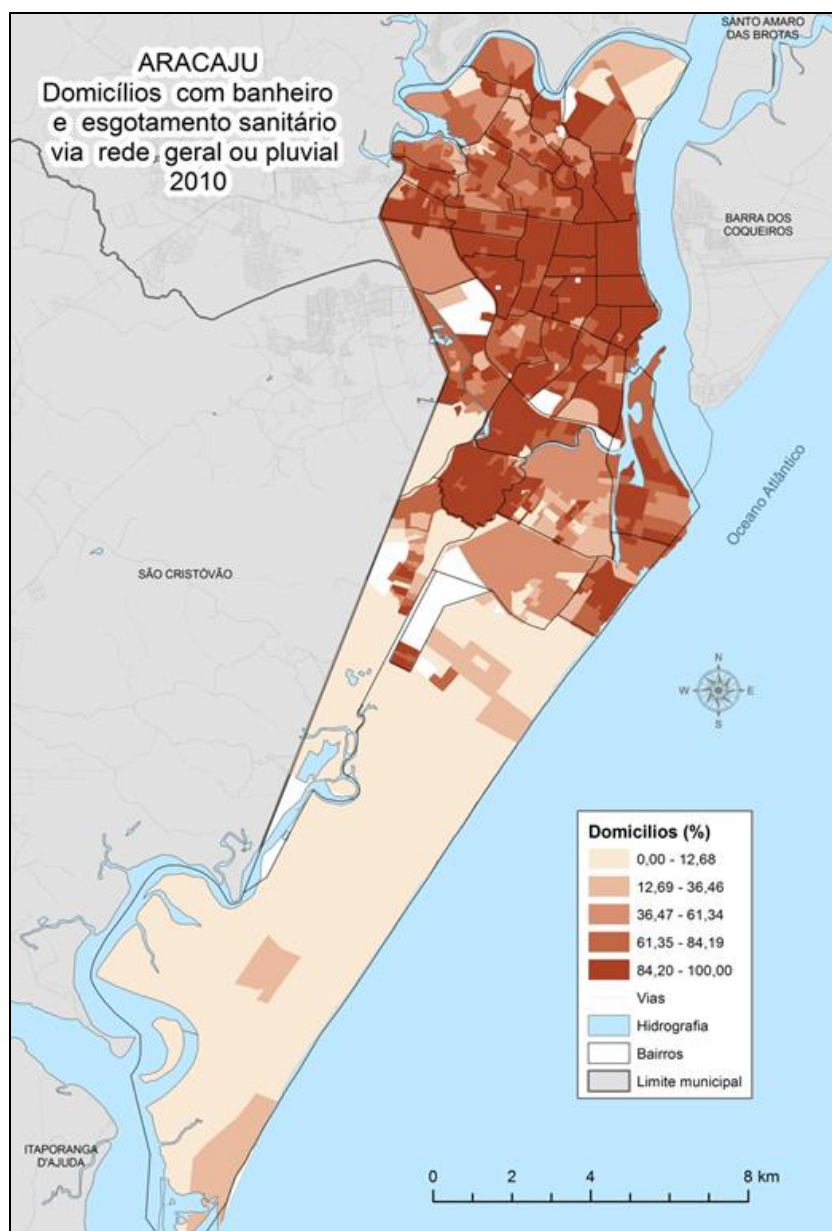 ARACAJU
Domicílios com banheiro
e esgotamento sanitário
via rede geral ou pluvial
2010
SANTO AMARO
DAS BROTAS
BARRA DOS
COQUEIROS
Oceano Atlântico
SÃO CRISTÓVÃO
N
W E
S
Domicilios (%)
0,00 - 12,68
12,69 - 36,46
36,47 - 61,34
61,35 - 84,19
84,20 - 100,00
Vias
Hidrografia
Bairros
Limite municipal
ITAPORANGA
D'AJUDA
0 2 4 8 km